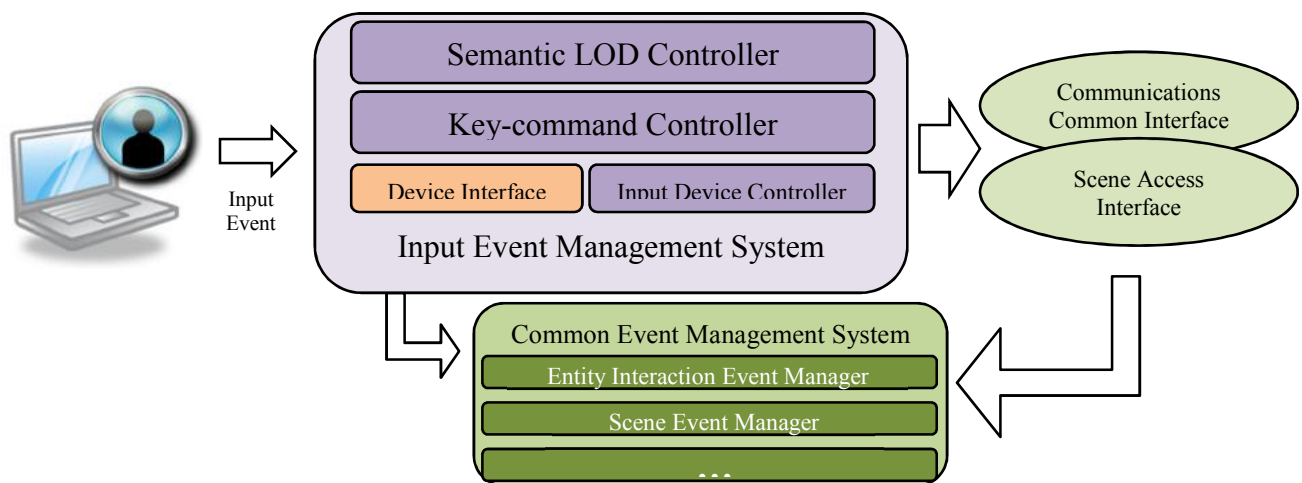 Semantic LOD Controller
Key-command Controller
Device Interface
Input Device Controller
Input Event Management System
Input
Event
Communications
Common Interface
Scene Access
Interface
Common Event Management System
Entity Interaction Event Manager
Scene Event Manager
...